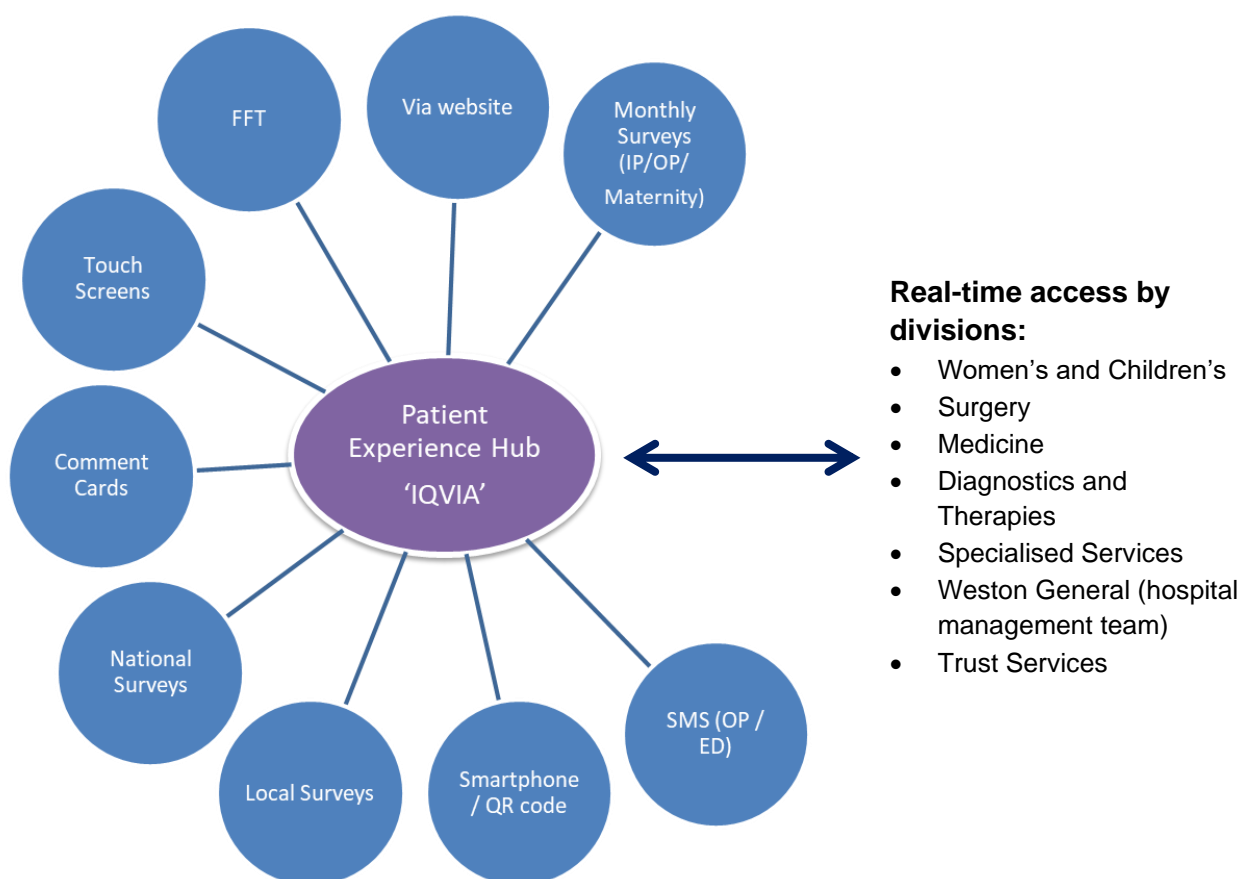 FFT
Via website
Monthly
Surveys
(IP/OP/
Maternity)
Touch
Screens
Comment
Cards
National
Surveys
Local Surveys
Smartphone
/ QR code
SMS (OP /
ED)
Patient
Experience Hub
‘IQVIA’
Real-time access by
divisions:
• Women’s and Children’s
• Surgery
• Medicine
• Diagnostics and
Therapies
• Specialised Services
• Weston General (hospital
management team)
• Trust Services